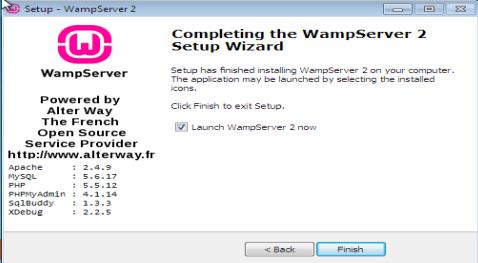 Setup - WampServer 2
WampServer
Powered by
Alter Way
The French
Open Source
Service Provider
http://www.alterway.fr
Apache : 2.4.9
MySQL : 5.6.17
PHP : 5.5.12
PHPMyAdmin : 4.1.14
SqlBuddy : 1.3.3
XDebug : 2.2.5
Completing the WampServer 2
Setup Wizard
Setup has finished installing WampServer 2 on your computer.
The application may be launched by selecting the installed
icons.
Click Finish to exit Setup.
Launch WampServer 2 now
< Back
Finish